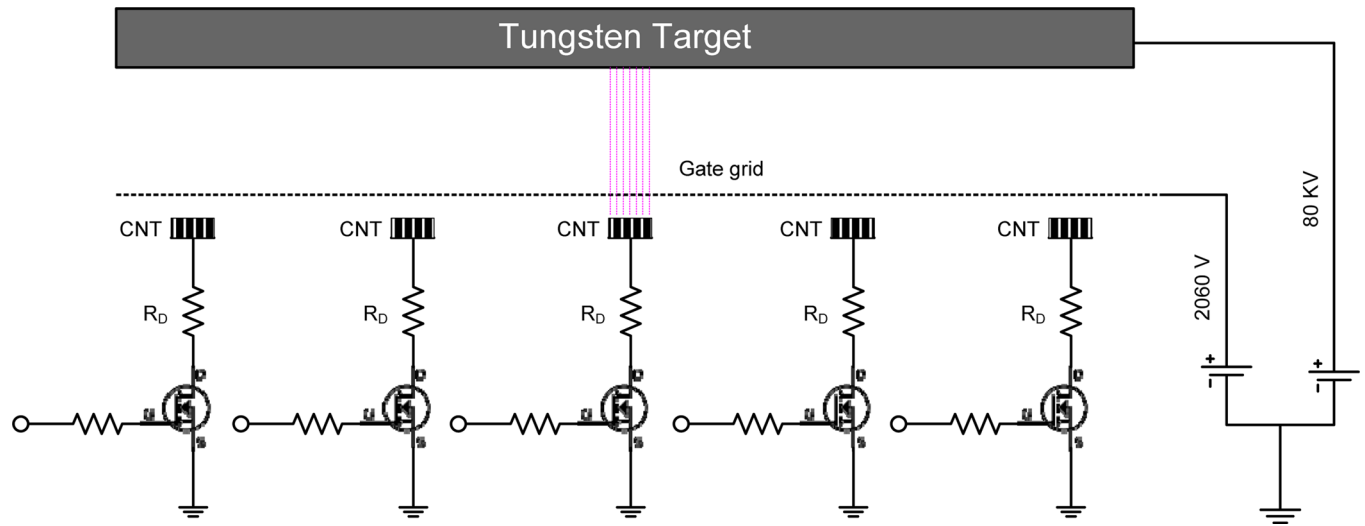 Tungsten Target
Gate grid
CNT CNT CNT CNT CNT
2060 V
80 KV
R_D R_D R_D R_D R_D
+ +
- -
D D D D D
G G G G G
S S S S S